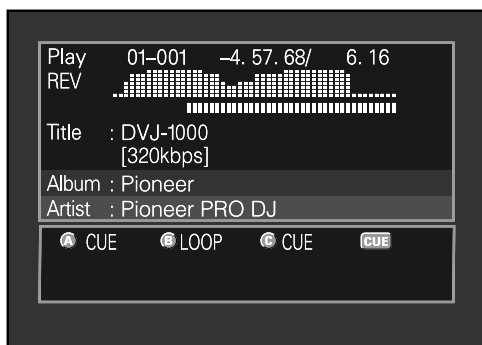 Play 01–001 –4. 57. 68/ 6. 16
REV
Title : DVJ-1000
[320kbps]
Album : Pioneer
Artist : Pioneer PRO DJ
A CUE B LOOP C CUE CUE